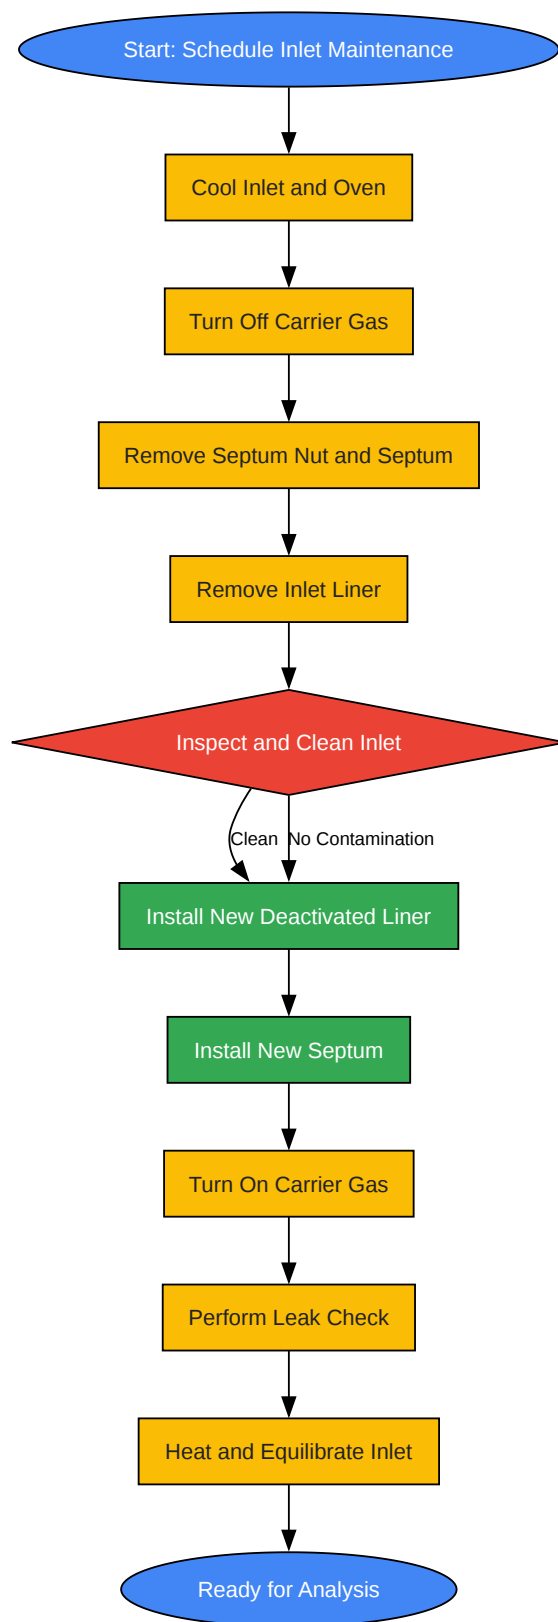 Start: Schedule Inlet Maintenance
Cool Inlet and Oven
Turn Off Carrier Gas
Remove Septum Nut and Septum
Remove Inlet Liner
Inspect and Clean Inlet
Clean
No Contamination
Install New Deactivated Liner
Install New Septum
Turn On Carrier Gas
Perform Leak Check
Heat and Equilibrate Inlet
Ready for Analysis